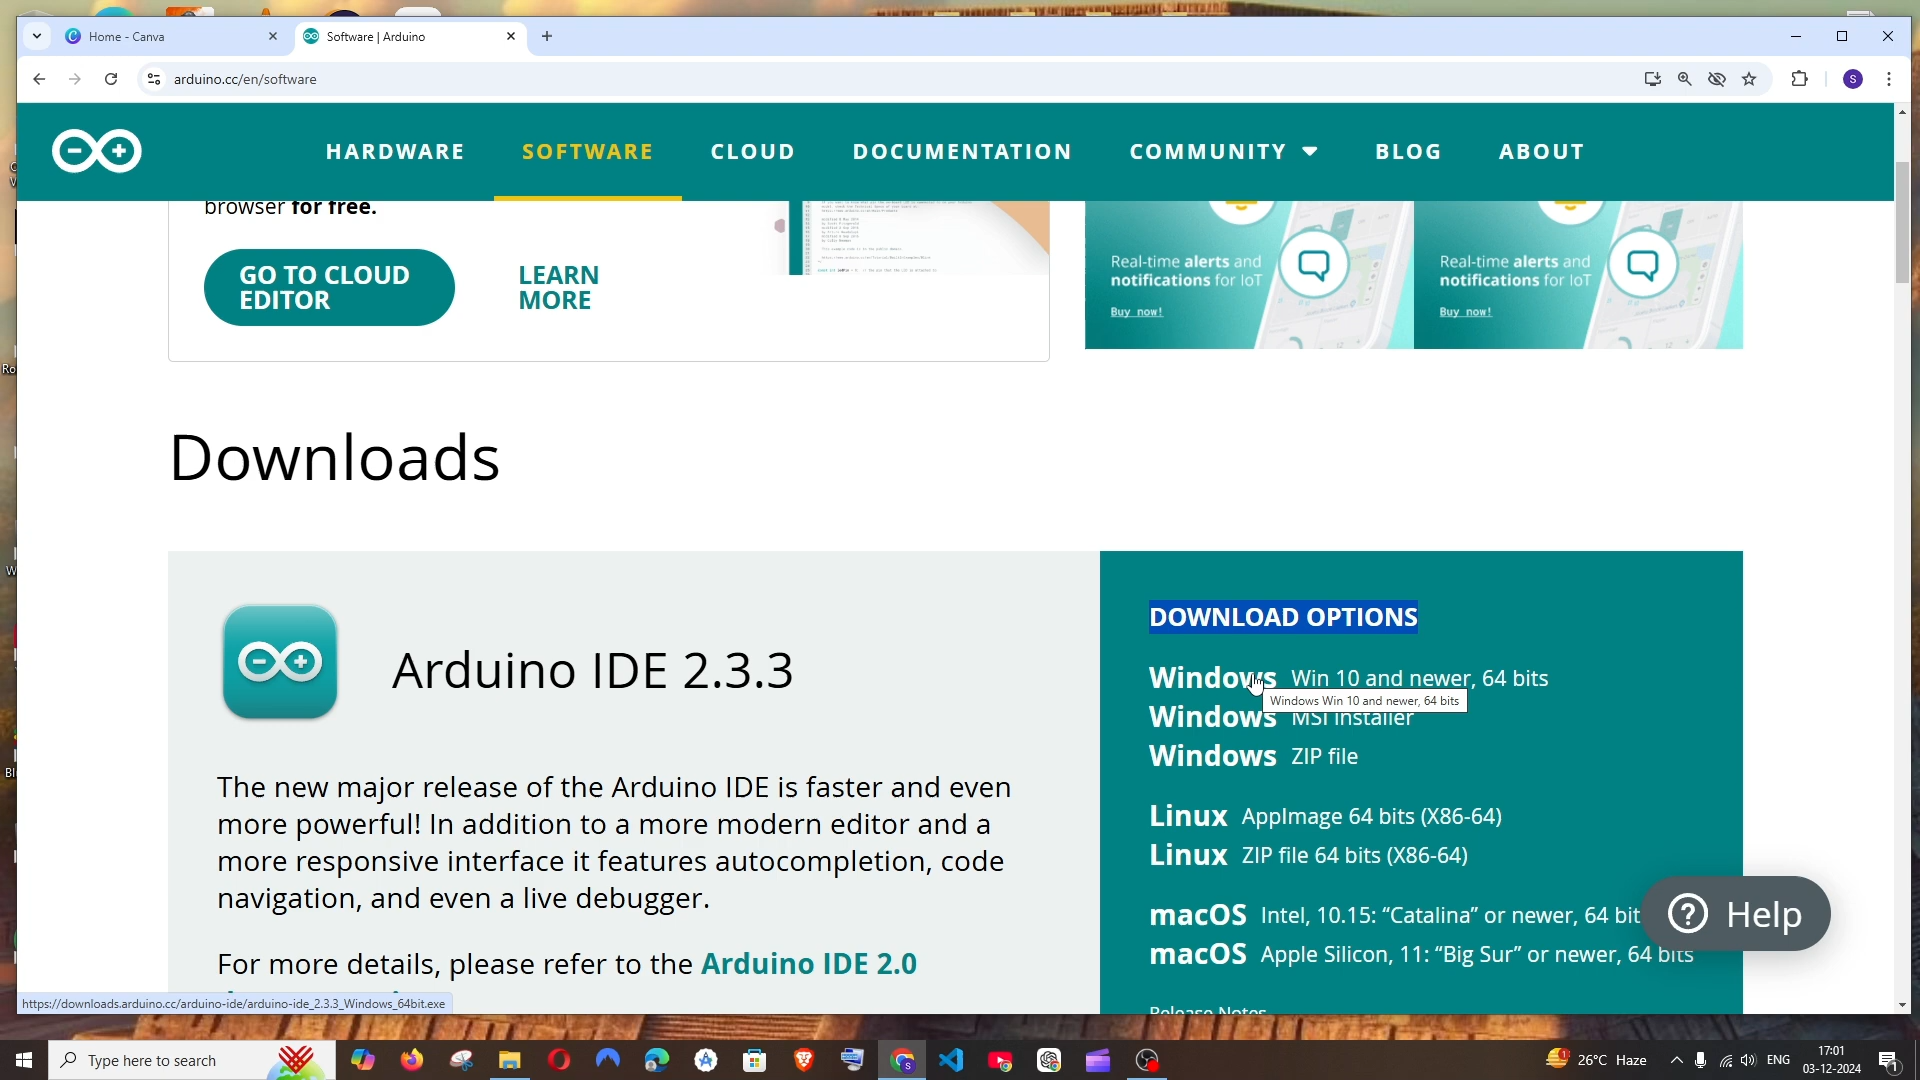 Home - Canva
Software | Arduino
arduino.cc/en/software
S
HARDWARE
SOFTWARE
CLOUD
DOCUMENTATION
COMMUNITY
BLOG
ABOUT
browser for free.
GO TO CLOUD
EDITOR
LEARN
MORE
Real-time alerts and
notifications for IoT
Buy now!
Real-time alerts and
notifications for IoT
Buy now!
Downloads
Arduino IDE 2.3.3
The new major release of the Arduino IDE is faster and even
more powerful! In addition to a more modern editor and a
more responsive interface it features autocompletion, code
navigation, and even a live debugger.
For more details, please refer to the Arduino IDE 2.0
DOWNLOAD OPTIONS
Windows Win 10 and newer, 64 bits
Windows Win 10 and newer, 64 bits
Windows MSI installer
Windows ZIP file
Linux AppImage 64 bits (X86-64)
Linux ZIP file 64 bits (X86-64)
macOS Intel, 10.15: “Catalina” or newer, 64 bit
macOS Apple Silicon, 11: “Big Sur” or newer, 64 bits
Release Notes
Help
https://downloads.arduino.cc/arduino-ide/arduino-ide_2.3.3_Windows_64bit.exe
Type here to search
26°C Haze
ENG
17:01
03-12-2024